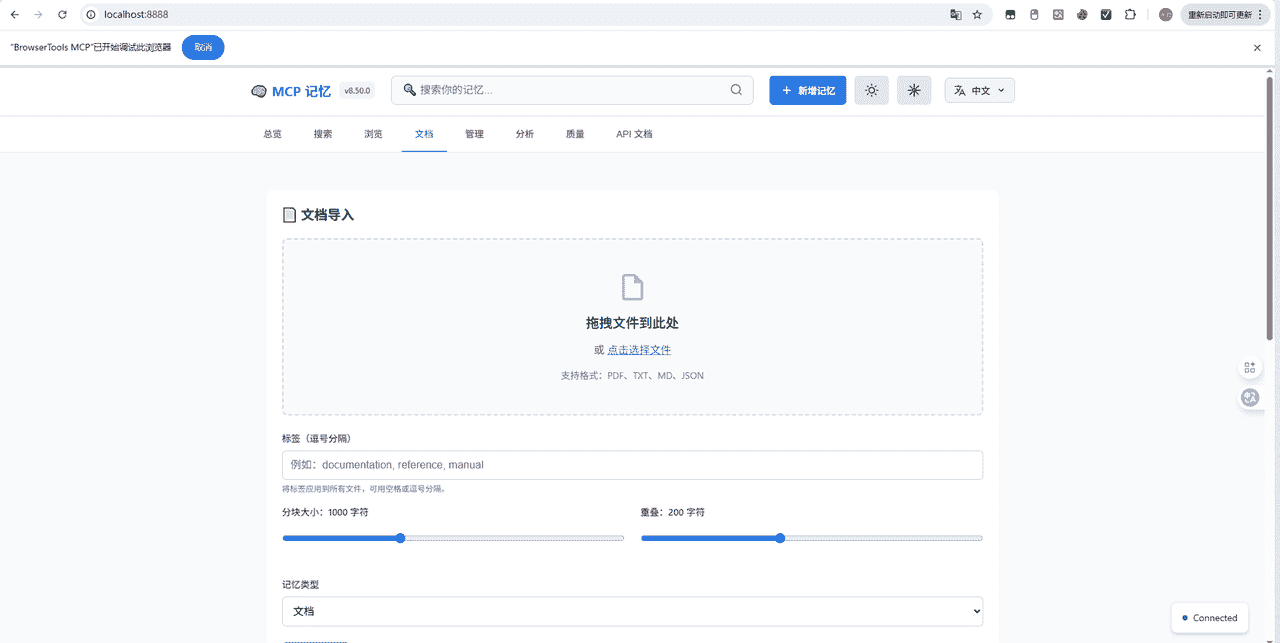 localhost:8888
重新启动即可更新
"BrowserTools MCP"已开始调试此浏览器
取消
MCP 记忆
v8.50.0
搜索你的记忆...
+ 新增记忆
中文
总览
搜索
浏览
文档
管理
分析
质量
API 文档
文档导入
拖拽文件到此处
或 点击选择文件
支持格式：PDF、TXT、MD、JSON
标签（逗号分隔）
例如：documentation, reference, manual
将标签应用到所有文件，可用空格或逗号分隔。
分块大小：1000 字符
重叠：200 字符
记忆类型
文档
Connected